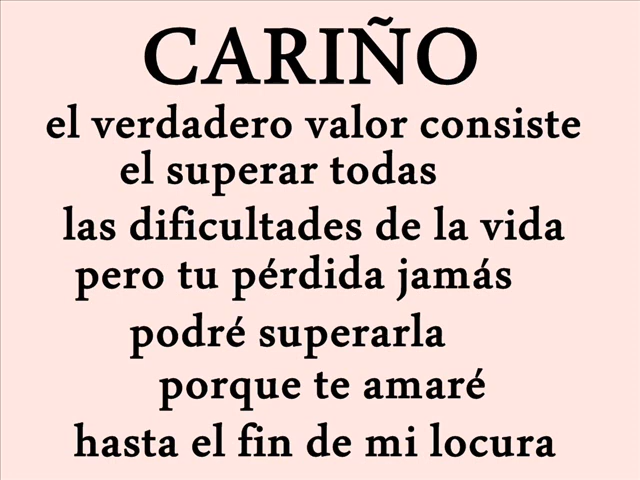 CARIÑO
el verdadero valor consiste
el superar todas
las dificultades de la vida
pero tu pérdida jamás
podré superarla
porque te amaré
hasta el fin de mi locura